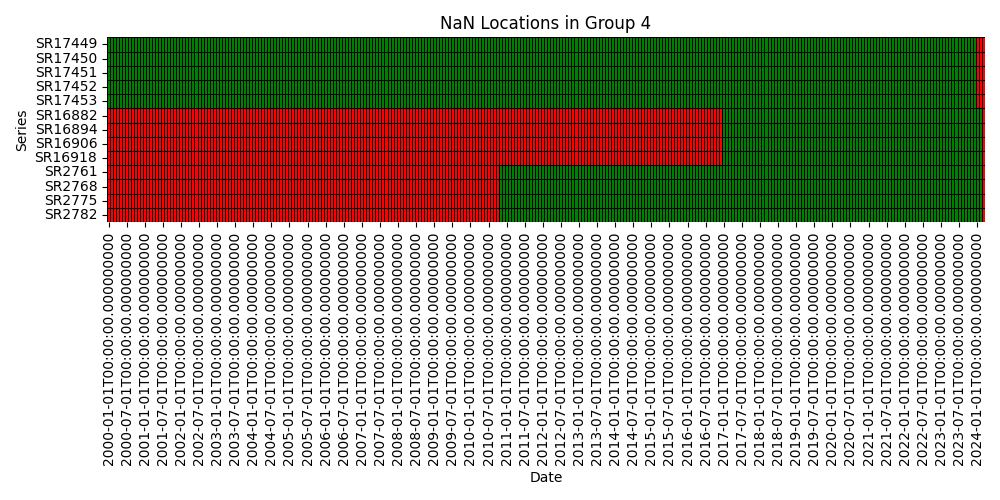 NaN Locations in Group 4
Series
SR17449
SR17450
SR17451
SR17452
SR17453
SR16882
SR16894
SR16906
SR16918
SR2761
SR2768
SR2775
SR2782
2000-01-01T00:00:00.000000000
2000-07-01T00:00:00.000000000
2001-01-01T00:00:00.000000000
2001-07-01T00:00:00.000000000
2002-01-01T00:00:00.000000000
2002-07-01T00:00:00.000000000
2003-01-01T00:00:00.000000000
2003-07-01T00:00:00.000000000
2004-01-01T00:00:00.000000000
2004-07-01T00:00:00.000000000
2005-01-01T00:00:00.000000000
2005-07-01T00:00:00.000000000
2006-01-01T00:00:00.000000000
2006-07-01T00:00:00.000000000
2007-01-01T00:00:00.000000000
2007-07-01T00:00:00.000000000
2008-01-01T00:00:00.000000000
2008-07-01T00:00:00.000000000
2009-01-01T00:00:00.000000000
2009-07-01T00:00:00.000000000
2010-01-01T00:00:00.000000000
2010-07-01T00:00:00.000000000
2011-01-01T00:00:00.000000000
2011-07-01T00:00:00.000000000
2012-01-01T00:00:00.000000000
2012-07-01T00:00:00.000000000
2013-01-01T00:00:00.000000000
2013-07-01T00:00:00.000000000
2014-01-01T00:00:00.000000000
2014-07-01T00:00:00.000000000
2015-01-01T00:00:00.000000000
2015-07-01T00:00:00.000000000
2016-01-01T00:00:00.000000000
2016-07-01T00:00:00.000000000
2017-01-01T00:00:00.000000000
2017-07-01T00:00:00.000000000
2018-01-01T00:00:00.000000000
2018-07-01T00:00:00.000000000
2019-01-01T00:00:00.000000000
2019-07-01T00:00:00.000000000
2020-01-01T00:00:00.000000000
2020-07-01T00:00:00.000000000
2021-01-01T00:00:00.000000000
2021-07-01T00:00:00.000000000
2022-01-01T00:00:00.000000000
2022-07-01T00:00:00.000000000
2023-01-01T00:00:00.000000000
2023-07-01T00:00:00.000000000
2024-01-01T00:00:00.000000000
Date